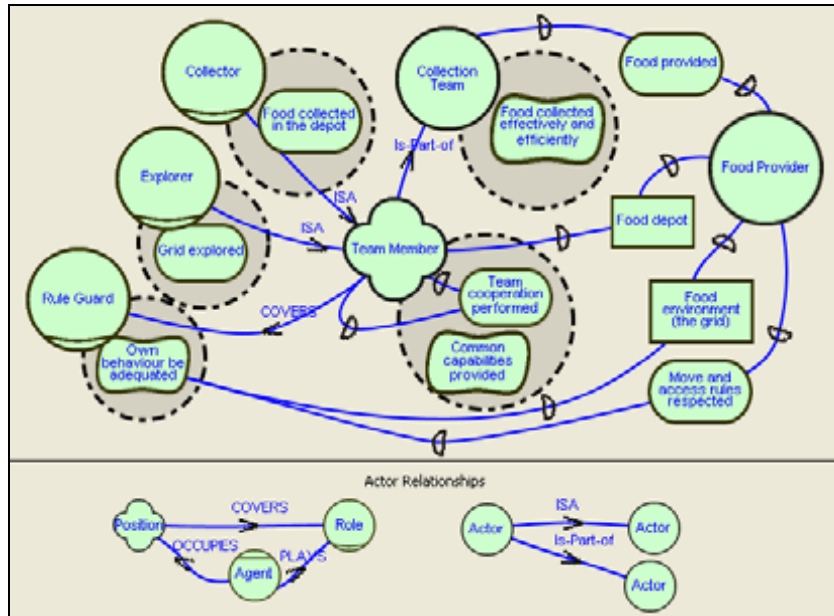 Collector
Food collected
in the depot
Collection
Team
Food collected
effectively and
efficiently
Food provided
Is-Part-of
Food Provider
Explorer
ISA
ISA
Grid explored
Team Member
Food depot
Rule Guard
COVERS
Team
cooperation
performed
Food
environment
(the grid)
Own
behaviour be
adequated
Common
capabilities
provided
Move and
access rules
respected
Actor Relationships
COVERS
Position
Role
OCCUPIES
PLAYS
Agent
ISA
Actor
Actor
Is-Part-of
Actor